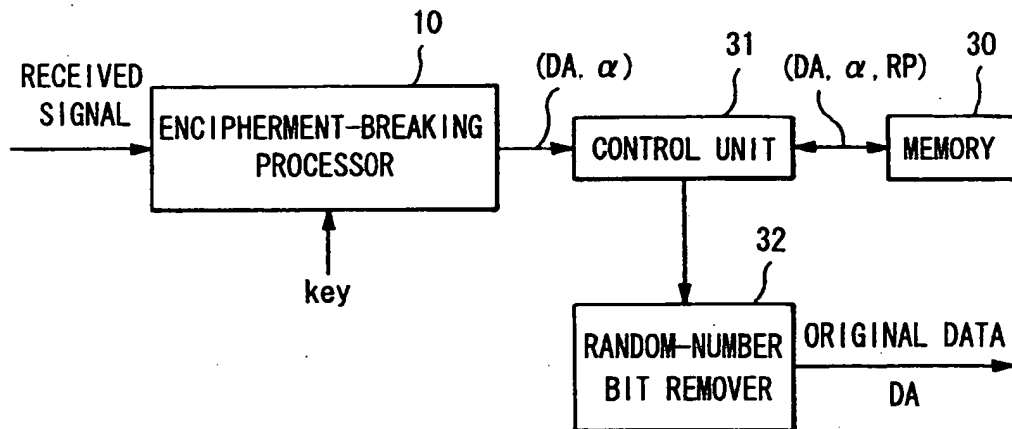 10
RECEIVED
SIGNAL
ENCIPHERMENT-BREAKING
PROCESSOR
key
(DA, α)
31
CONTROL UNIT
(DA, α, RP)
30
MEMORY
32
RANDOM-NUMBER
BIT REMOVER
ORIGINAL DATA
DA